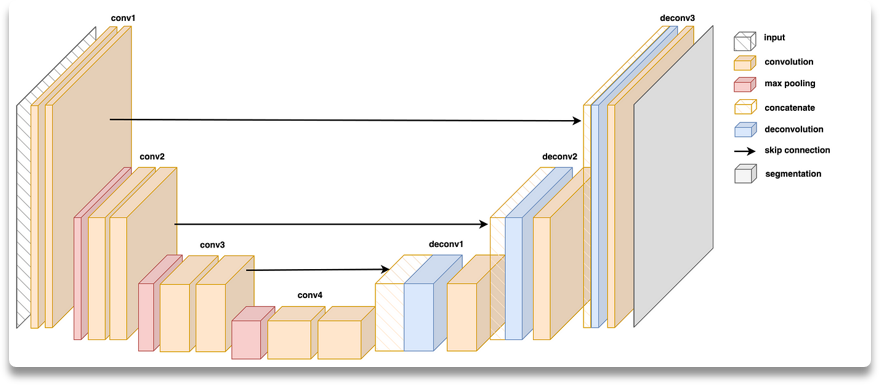 conv1
deconv3
input
convolution
max pooling
concatenate
deconvolution
skip connection
segmentation
conv2
deconv2
conv3
deconv1
conv4